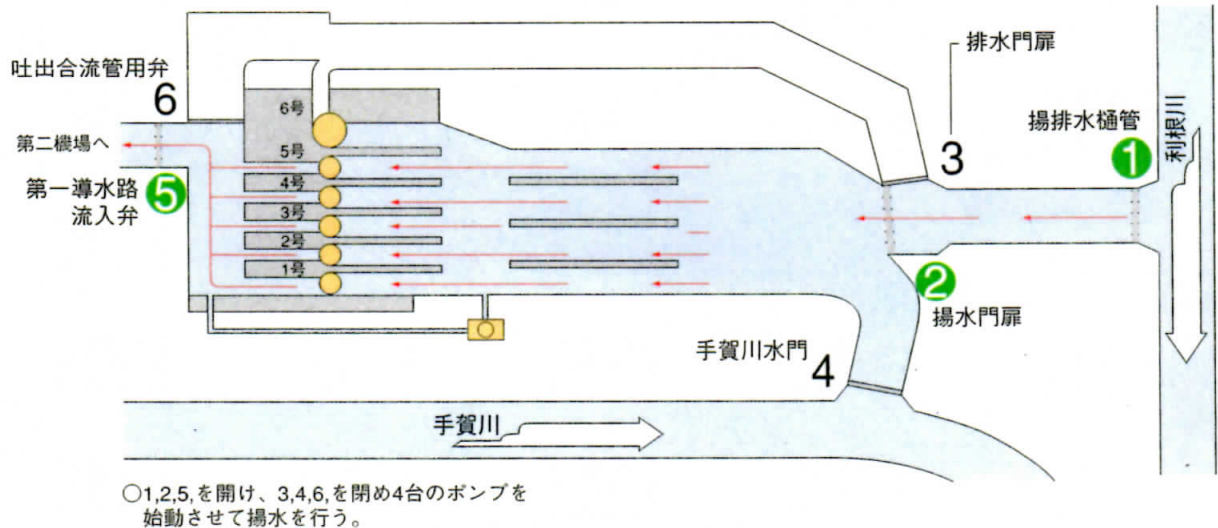 排水門扉
吐出合流管用弁
6
6号
利根川
揚排水樋管
1
第二機場へ
5号
3
第一導水路
流入弁
5
4号
3号
2号
1号
2
揚水門扉
手賀川水門
4
手賀川
○1,2,5,を開け、3,4,6,を閉め4台のポンプを
始動させて揚水を行う。